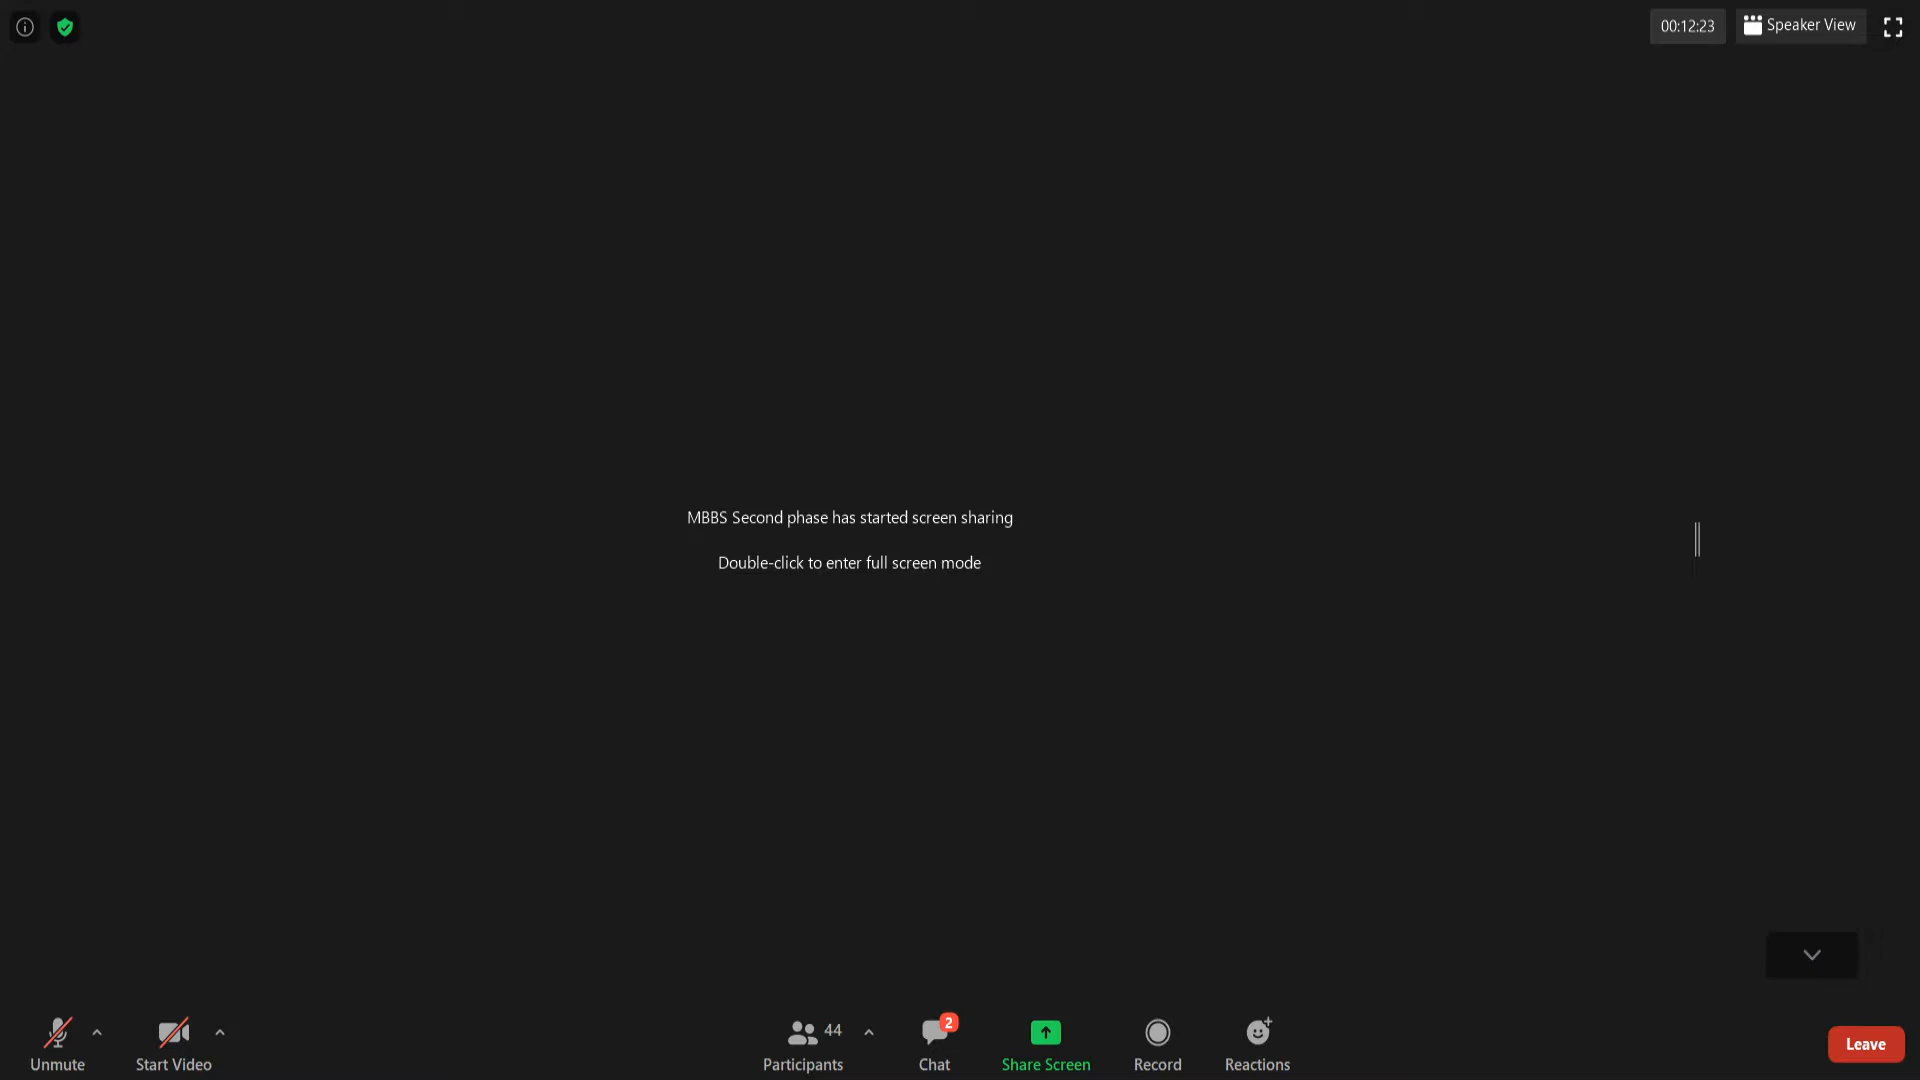 00:12:23
Speaker View
MBBS Second phase has started screen sharing
Double-click to enter full screen mode
44
2
Unmute
Start Video
Participants
Chat
Share Screen
Record
Reactions
Leave